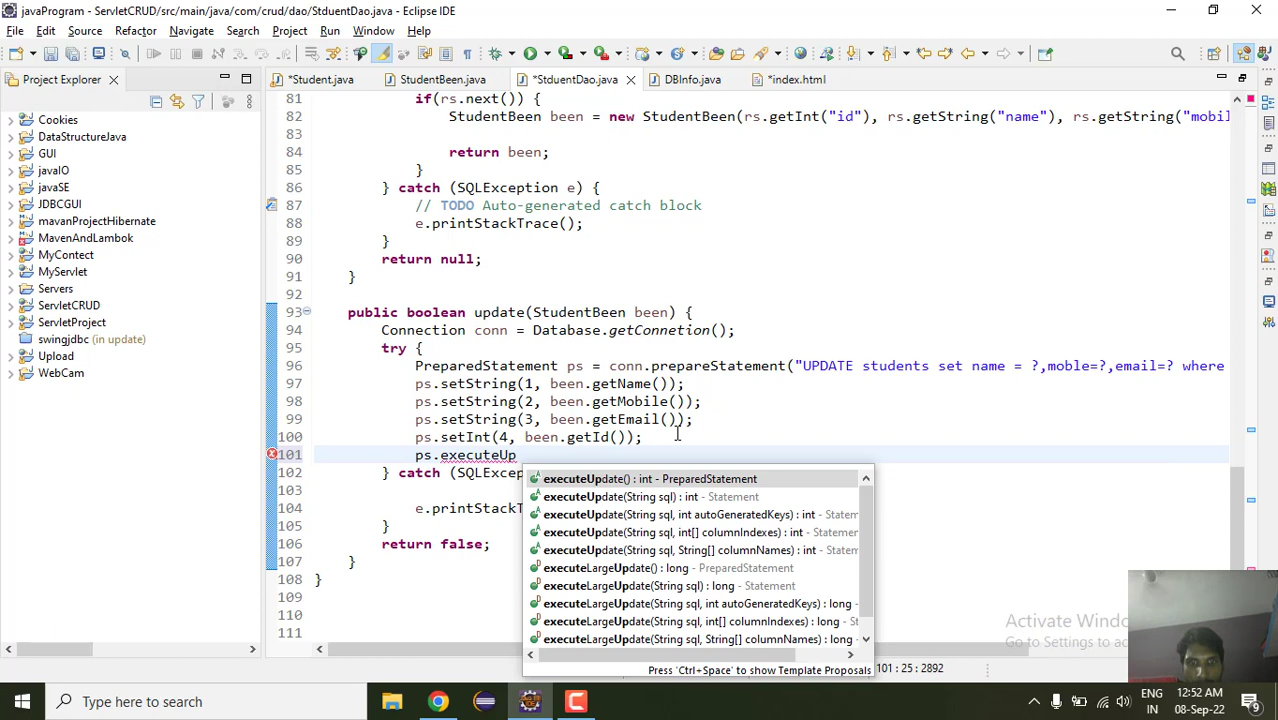 javaProgram - ServletCRUD/src/main/java/com/crud/dao/StduentDao.java - Eclipse IDE
File Edit Source Refactor Navigate Search Project Run Window Help
Project Explorer
*Student.java StudentBeen.java *StduentDao.java DBInfo.java *index.html
Cookies
DataStructureJava
GUI
javaIO
javaSE
JDBCGUI
mavanProjectHibernate
MavenAndLambok
MyContect
MyServlet
Servers
ServletCRUD
ServletProject
swingjdbc (in update)
Upload
WebCam
81 if(rs.next()) {
82 StudentBeen been = new StudentBeen(rs.getInt("id"), rs.getString("name"), rs.getString("mobil
83
84 return been;
85 }
86 } catch (SQLException e) {
87 // TODO Auto-generated catch block
88 e.printStackTrace();
89 }
90 return null;
91 }
92
93 public boolean update(StudentBeen been) {
94 Connection conn = Database.getConnetion();
95 try {
96 PreparedStatement ps = conn.prepareStatement("UPDATE students set name = ?,moble=?,email=? where
97 ps.setString(1, been.getName());
98 ps.setString(2, been.getMobile());
99 ps.setString(3, been.getEmail());
100 ps.setInt(4, been.getId());
101 ps.executeUp
102 } catch (SQLExcep
103
104 e.printStackTrace
105 }
106 return false;
107 }
108 }
109
110
111
executeUpdate() : int - PreparedStatement
executeUpdate(String sql) : int - Statement
executeUpdate(String sql, int autoGeneratedKeys) : int - Statem
executeUpdate(String sql, int[] columnIndexes) : int - Statemen
executeUpdate(String sql, String[] columnNames) : int - Stateme
executeLargeUpdate() : long - PreparedStatement
executeLargeUpdate(String sql) : long - Statement
executeLargeUpdate(String sql, int autoGeneratedKeys) : long -
executeLargeUpdate(String sql, int[] columnIndexes) : long - St
executeLargeUpdate(String sql, String[] columnNames) : long -
Press 'Ctrl+Space' to show Template Proposals
Activate Windo
Go to Settings to ac
101 : 25 : 2892
Type here to search
ENG
IN
12:52 AM
08-Sep-22
9